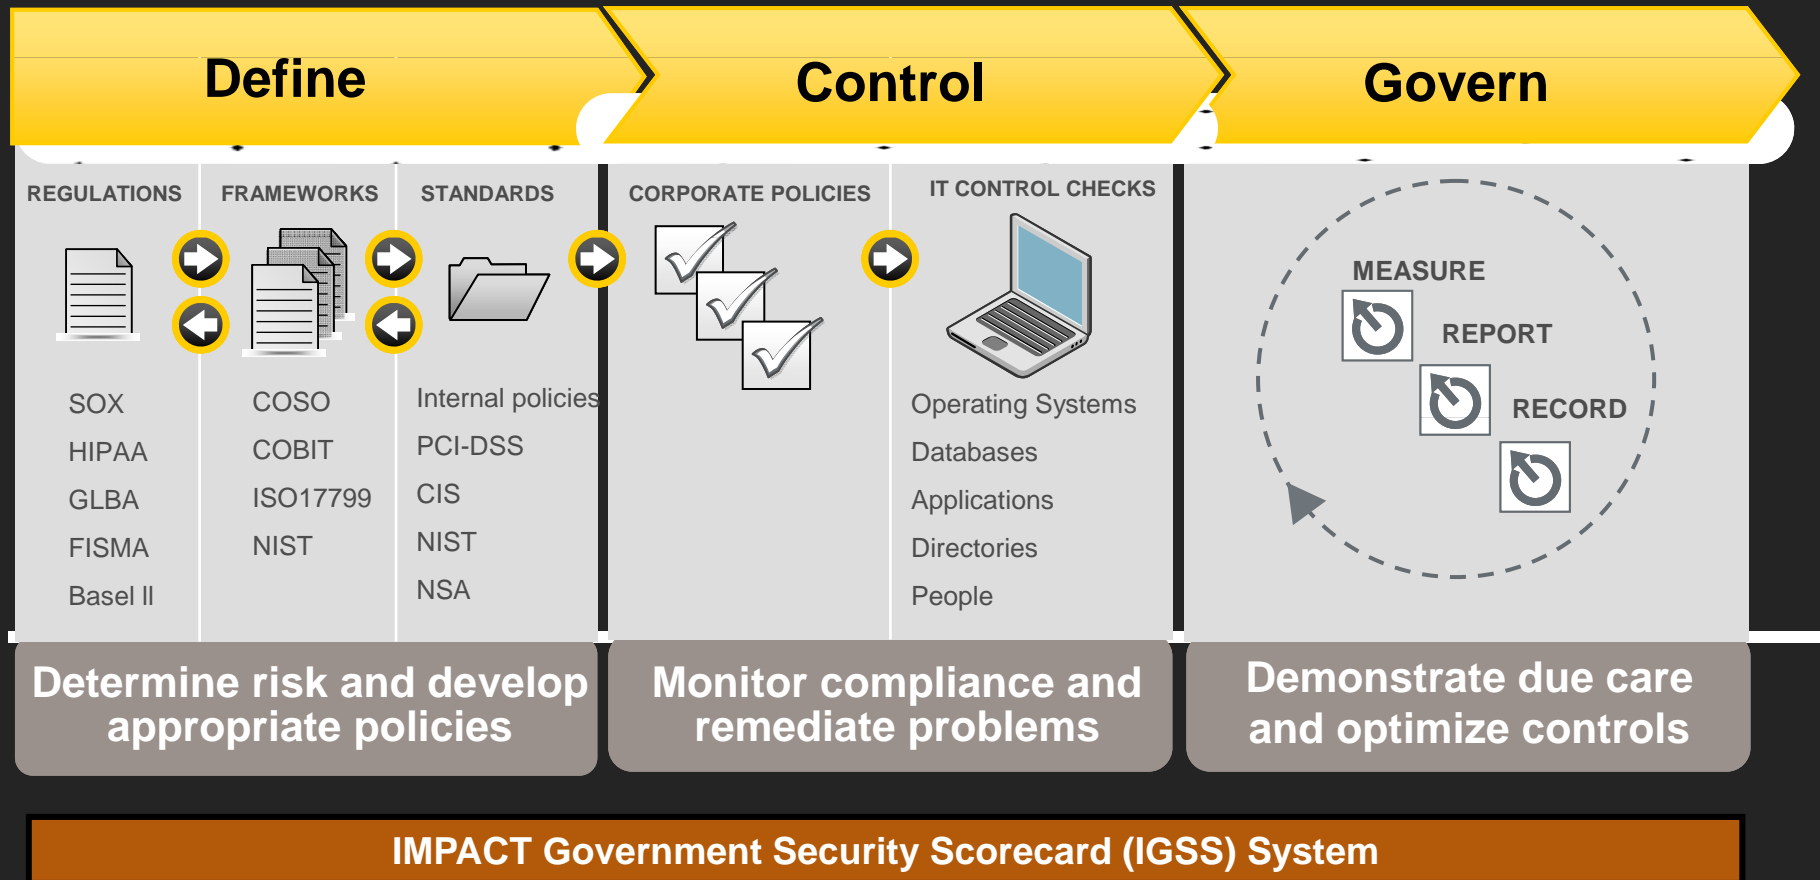 Define
Control
Govern
REGULATIONS
FRAMEWORKS
STANDARDS
CORPORATE POLICIES
IT CONTROL CHECKS
SOX
HIPAA
GLBA
FISMA
Basel II
COSO
COBIT
ISO17799
NIST
Internal policies
PCI-DSS
CIS
NIST
NSA
Operating Systems
Databases
Applications
Directories
People
MEASURE
REPORT
RECORD
Determine risk and develop
appropriate policies
Monitor compliance and
remediate problems
Demonstrate due care
and optimize controls
IMPACT Government Security Scorecard (IGSS) System